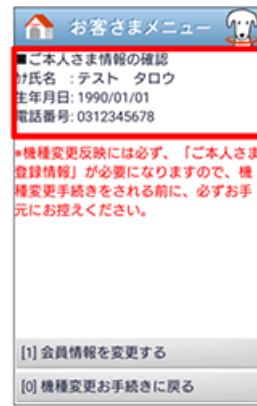 お客さまメニュー
■ご本人さま情報の確認
ｶﾅ氏名 :テスト タロウ
生年月日: 1990/01/01
電話番号: 0312345678
*機種変更反映には必ず、「ご本人さま
登録情報」が必要になりますので、機
種変更手続きをされる前に、必ずお手
元にお控えください。
[1] 会員情報を変更する
[0] 機種変更お手続きに戻る